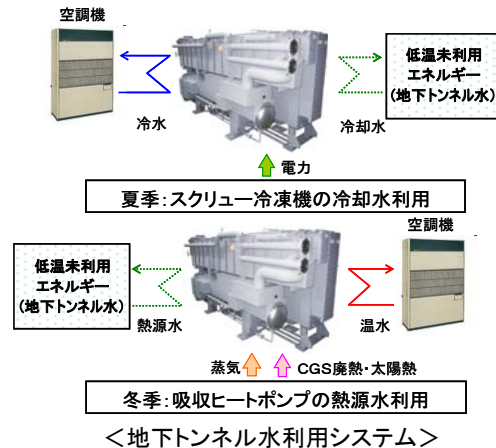 空調機
低温未利用
エネルギー
(地下トンネル水)
冷水
冷却水
電力
夏季:スクリュー冷凍機の冷却水利用
空調機
低温未利用
エネルギー
(地下トンネル水)
熱源水
温水
蒸気
CGS廃熱・太陽熱
冬季:吸収ヒートポンプの熱源水利用
＜地下トンネル水利用システム＞